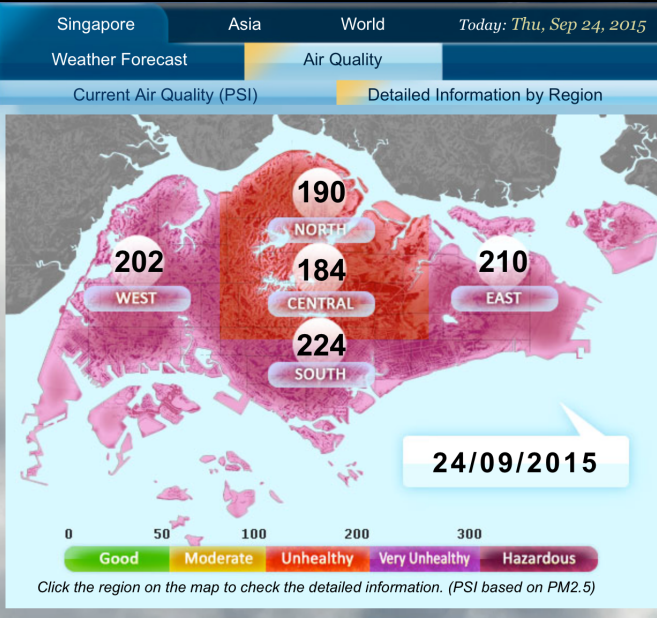 Singapore Asia World Today: Thu, Sep 24, 2015
Weather Forecast Air Quality
Current Air Quality (PSI) Detailed Information by Region
190
NORTH
202
WEST
184
CENTRAL
210
EAST
224
SOUTH
24/09/2015
0 50 100 200 300
Good Moderate Unhealthy Very Unhealthy Hazardous
Click the region on the map to check the detailed information. (PSI based on PM2.5)